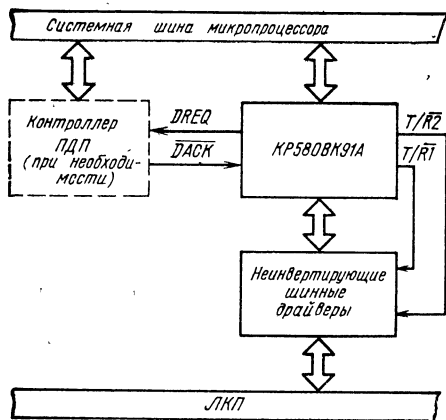 Системная шина микропроцессора
Контроллер
ПДП
(при необходи-
мости)
DREQ
DACK
КР580ВК91А
T/R2
T/R1
Неинвертирующие
шинные
драйверы
ЛКП